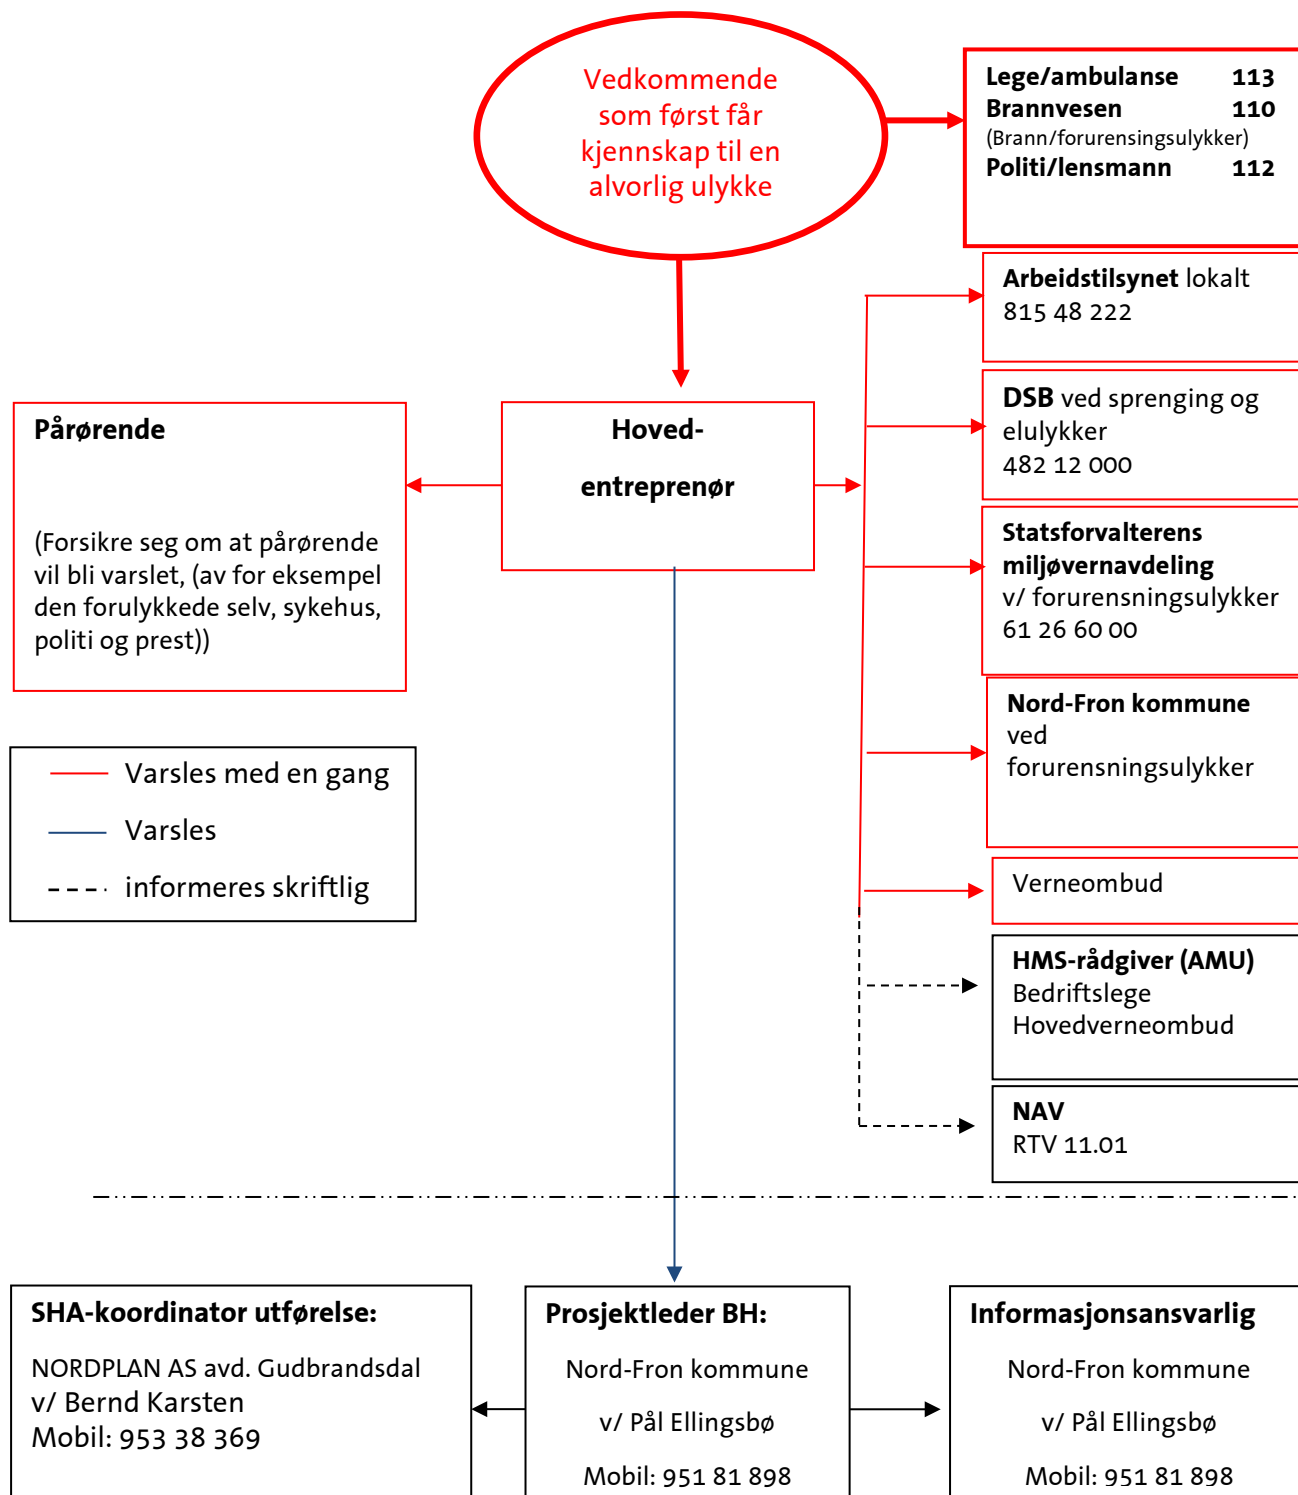 Vedkommende
som først får
kjennskap til en
alvorlig ulykke
Lege/ambulanse 113
Brannvesen 110
(Brann/forurensingsulykker)
Politi/lensmann 112
Arbeidstilsynet lokalt
815 48 222
DSB ved sprenging og
elulykker
482 12 000
Statsforvalterens
miljøvernavdeling
v/ forurensningsulykker
61 26 60 00
Nord-Fron kommune
ved
forurensningsulykker
Verneombud
HMS-rådgiver (AMU)
Bedriftslege
Hovedverneombud
NAV
RTV 11.01
Hoved-
entreprenør
Pårørende
(Forsikre seg om at pårørende
vil bli varslet, (av for eksempel
den forulykkede selv, sykehus,
politi og prest))
Varsles med en gang
Varsles
informeres skriftlig
SHA-koordinator utførelse:
NORDPLAN AS avd. Gudbrandsdal
v/ Bernd Karsten
Mobil: 953 38 369
Prosjektleder BH:
Nord-Fron kommune
v/ Pål Ellingsbø
Mobil: 951 81 898
Informasjonsansvarlig
Nord-Fron kommune
v/ Pål Ellingsbø
Mobil: 951 81 898